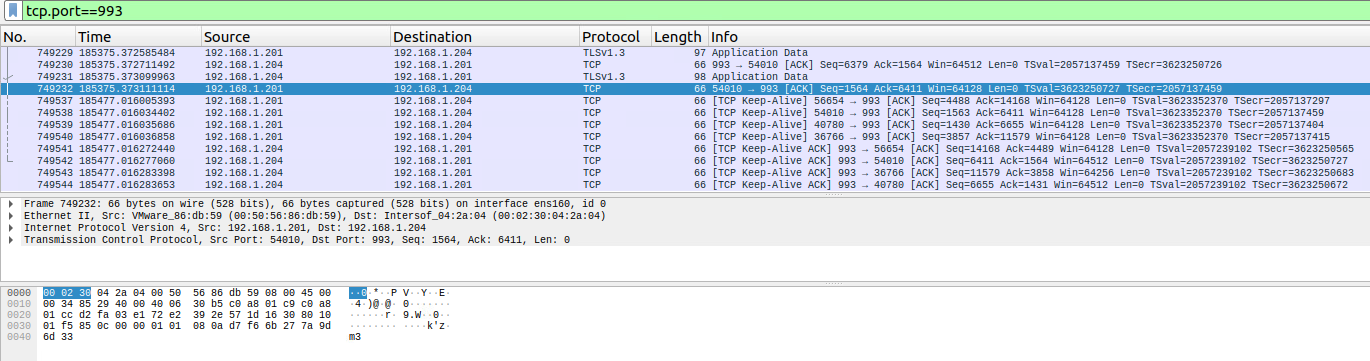 tcp.port==993
No. Time Source Destination Protocol Length Info
749229 185375.372585484 192.168.1.201 192.168.1.204 TLSv1.3 97 Application Data
749230 185375.372711492 192.168.1.204 192.168.1.201 TCP 66 993 → 54010 [ACK] Seq=6379 Ack=1564 Win=64512 Len=0 TSval=2057137459 TSecr=3623250726
749231 185375.373099963 192.168.1.204 192.168.1.201 TLSv1.3 98 Application Data
749232 185375.373111114 192.168.1.201 192.168.1.204 TCP 66 54010 → 993 [ACK] Seq=1564 Ack=6411 Win=64128 Len=0 TSval=3623250727 TSecr=2057137459
749537 185477.016005393 192.168.1.201 192.168.1.204 TCP 66 [TCP Keep-Alive] 56654 → 993 [ACK] Seq=4488 Ack=14168 Win=64128 Len=0 TSval=3623352370 TSecr=2057137297
749538 185477.016034402 192.168.1.201 192.168.1.204 TCP 66 [TCP Keep-Alive] 54010 → 993 [ACK] Seq=1563 Ack=6411 Win=64128 Len=0 TSval=3623352370 TSecr=2057137459
749539 185477.016035686 192.168.1.201 192.168.1.204 TCP 66 [TCP Keep-Alive] 40780 → 993 [ACK] Seq=1430 Ack=6655 Win=64128 Len=0 TSval=3623352370 TSecr=2057137404
749540 185477.016036858 192.168.1.201 192.168.1.204 TCP 66 [TCP Keep-Alive] 36766 → 993 [ACK] Seq=3857 Ack=11579 Win=64128 Len=0 TSval=3623352370 TSecr=2057137415
749541 185477.016272440 192.168.1.204 192.168.1.201 TCP 66 [TCP Keep-Alive ACK] 993 → 56654 [ACK] Seq=14168 Ack=4489 Win=64128 Len=0 TSval=2057239102 TSecr=3623250565
749542 185477.016277060 192.168.1.204 192.168.1.201 TCP 66 [TCP Keep-Alive ACK] 993 → 54010 [ACK] Seq=6411 Ack=1564 Win=64512 Len=0 TSval=2057239102 TSecr=3623250727
749543 185477.016283398 192.168.1.204 192.168.1.201 TCP 66 [TCP Keep-Alive ACK] 993 → 36766 [ACK] Seq=11579 Ack=3858 Win=64256 Len=0 TSval=2057239102 TSecr=3623250683
749544 185477.016283653 192.168.1.204 192.168.1.201 TCP 66 [TCP Keep-Alive ACK] 993 → 40780 [ACK] Seq=6655 Ack=1431 Win=64512 Len=0 TSval=2057239102 TSecr=3623250672
Frame 749232: 66 bytes on wire (528 bits), 66 bytes captured (528 bits) on interface ens160, id 0
Ethernet II, Src: VMware_86:db:59 (00:50:56:86:db:59), Dst: Intersof_04:2a:04 (00:02:30:04:2a:04)
Internet Protocol Version 4, Src: 192.168.1.201, Dst: 192.168.1.204
Transmission Control Protocol, Src Port: 54010, Dst Port: 993, Seq: 1564, Ack: 6411, Len: 0
0000 00 02 30 04 2a 04 00 50 56 86 db 59 08 00 45 00 ··0·*··P V··Y··E·
0010 00 34 85 29 40 00 40 06 30 b5 c0 a8 01 c9 c0 a8 ·4·)@·@· 0·······
0020 01 cc d2 fa 03 e1 72 e2 39 2e 57 1d 16 30 80 10 ······r· 9.W··0··
0030 01 f5 85 0c 00 00 01 01 08 0a d7 f6 6b 27 7a 9d ········ ····k'z·
0040 6d 33 m3